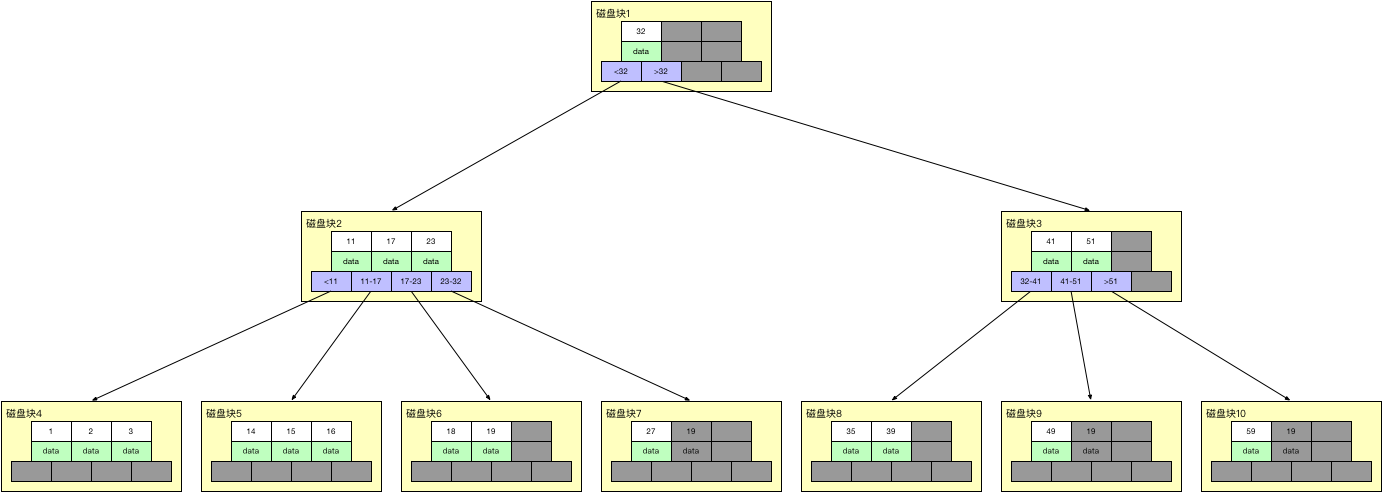 磁盘块1
32
data
<32 >32
磁盘块2
11 17 23
data data data
<11 11-17 17-23 23-32
磁盘块3
41 51
data data
32-41 41-51 >51
磁盘块4
1 2 3
data data data
磁盘块5
14 15 16
data data data
磁盘块6
18 19
data data
磁盘块7
27 19
data data
磁盘块8
35 39
data data
磁盘块9
49 19
data data
磁盘块10
59 19
data data